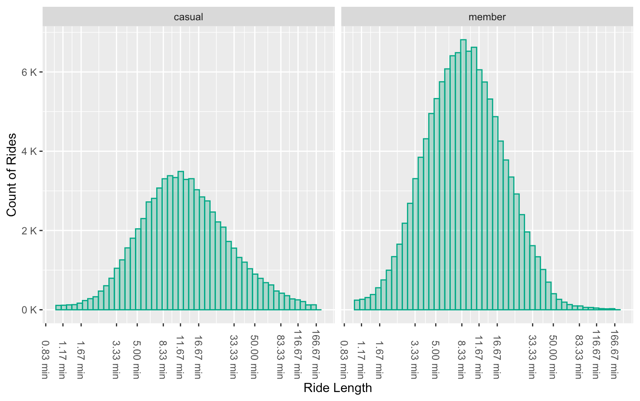 casual
member
6 K
4 K
2 K
0 K
Count of Rides
0.83 min
1.17 min
1.67 min
3.33 min
5.00 min
8.33 min
11.67 min
16.67 min
33.33 min
50.00 min
83.33 min
116.67 min
166.67 min
0.83 min
1.17 min
1.67 min
3.33 min
5.00 min
8.33 min
11.67 min
16.67 min
33.33 min
50.00 min
83.33 min
116.67 min
166.67 min
Ride Length